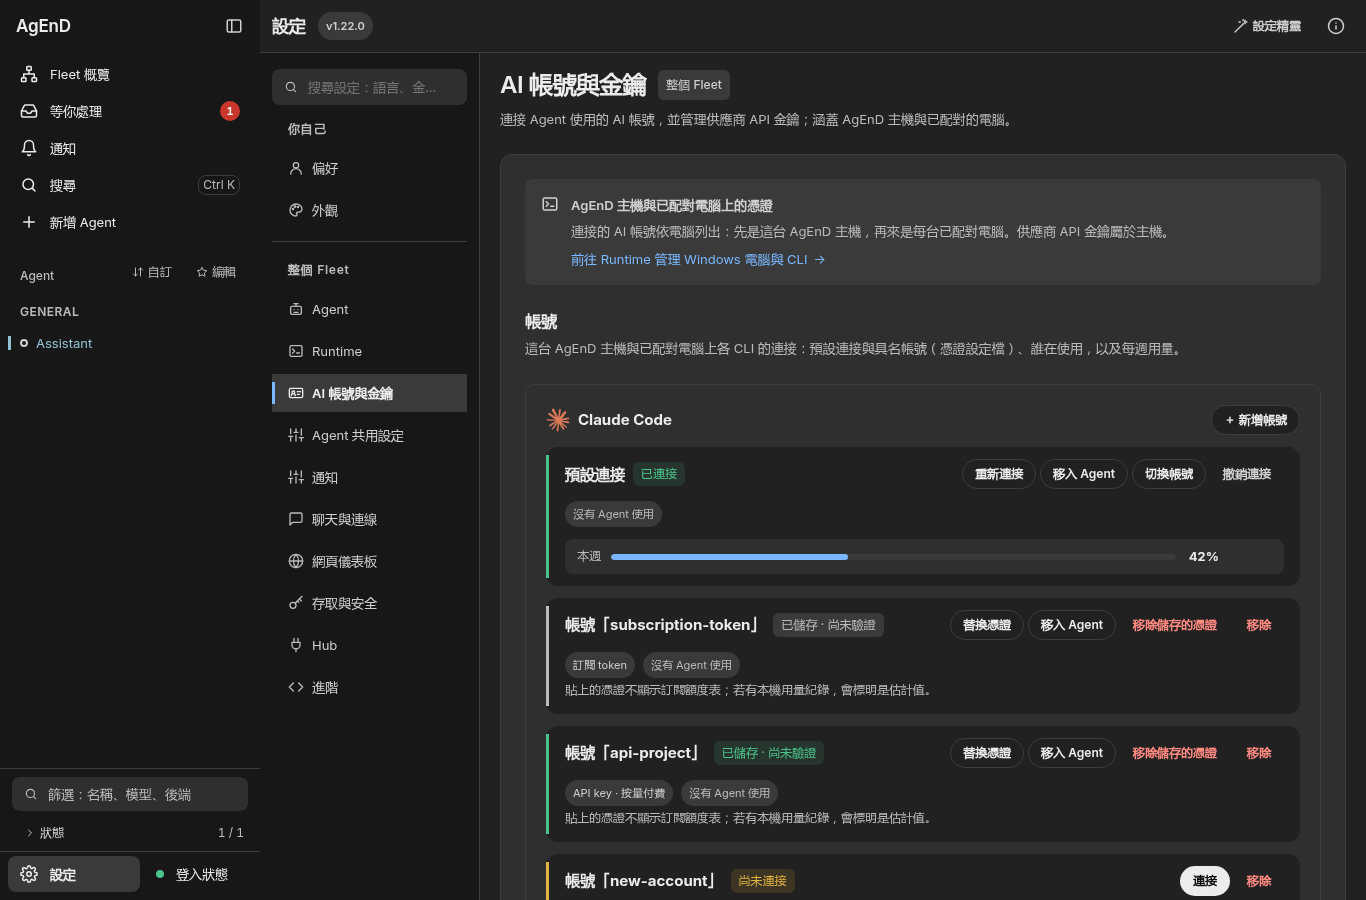 AgEnD
Fleet 概覽
等你處理
1
通知
搜尋
Ctrl K
新增 Agent
Agent
自訂
編輯
GENERAL
Assistant
篩選：名稱、模型、後端
狀態
1 / 1
設定
登入狀態
設定
v1.22.0
設定精靈
搜尋設定：語言、金...
你自己
偏好
外觀
整個 Fleet
Agent
Runtime
AI 帳號與金鑰
Agent 共用設定
通知
聊天與連線
網頁儀表板
存取與安全
Hub
進階
AI 帳號與金鑰
整個 Fleet
連接 Agent 使用的 AI 帳號，並管理供應商 API 金鑰；涵蓋 AgEnD 主機與已配對的電腦。
AgEnD 主機與已配對電腦上的憑證
連接的 AI 帳號依電腦列出：先是這台 AgEnD 主機，再來是每台已配對電腦。供應商 API 金鑰屬於主機。
前往 Runtime 管理 Windows 電腦與 CLI →
帳號
這台 AgEnD 主機與已配對電腦上各 CLI 的連接：預設連接與具名帳號（憑證設定檔）、誰在使用，以及每週用量。
Claude Code
+ 新增帳號
預設連接
已連接
重新連接
移入 Agent
切換帳號
撤銷連接
沒有 Agent 使用
本週
42%
帳號「subscription-token」
已儲存 · 尚未驗證
替換憑證
移入 Agent
移除儲存的憑證
移除
訂閱 token
沒有 Agent 使用
貼上的憑證不顯示訂閱額度表；若有本機用量紀錄，會標明是估計值。
帳號「api-project」
已儲存 · 尚未驗證
替換憑證
移入 Agent
移除儲存的憑證
移除
API key · 按量付費
沒有 Agent 使用
貼上的憑證不顯示訂閱額度表；若有本機用量紀錄，會標明是估計值。
帳號「new-account」
尚未連接
連接
移除